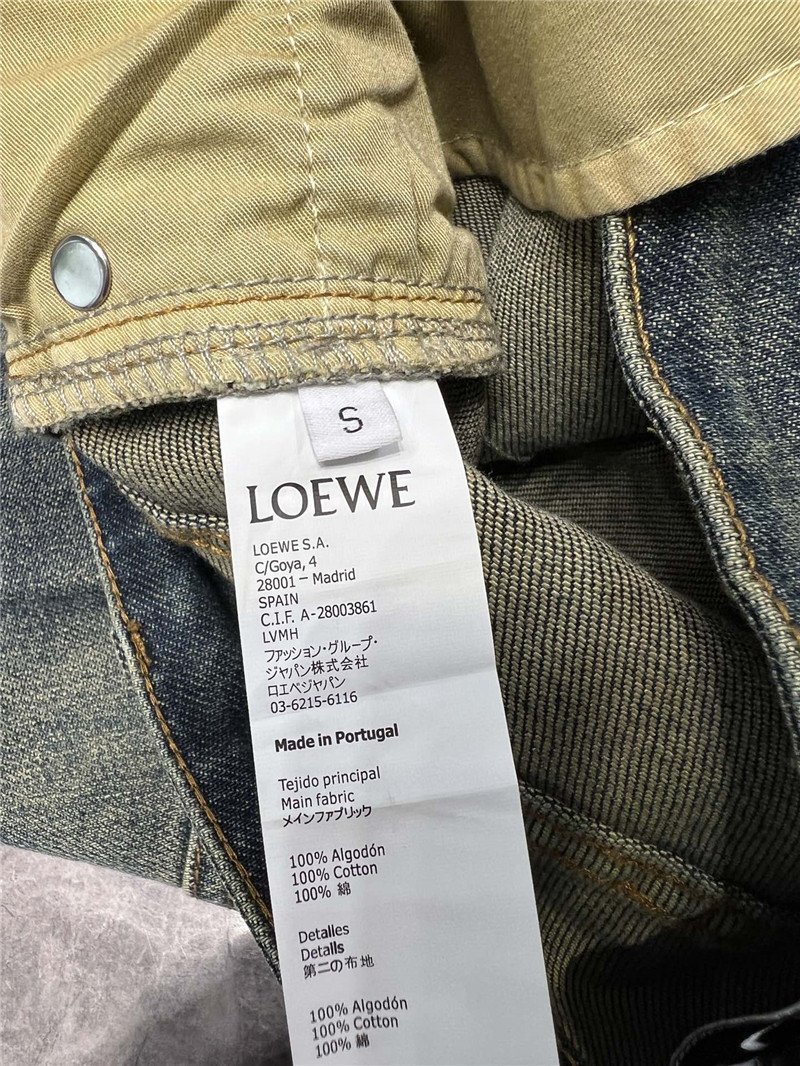 S
LOEWE
LOEWE S.A.
C/Goya, 4
28001 – Madrid
SPAIN
C.I.F. A-28003861
LVMH
ファッション・グループ・
ジャパン株式会社
ロエベジャパン
03-6215-6116
Made in Portugal
Tejido principal
Main fabric
メインファブリック
100% Algodón
100% Cotton
100% 綿
Detalles
Details
第二の布地
100% Algodón
100% Cotton
100% 綿